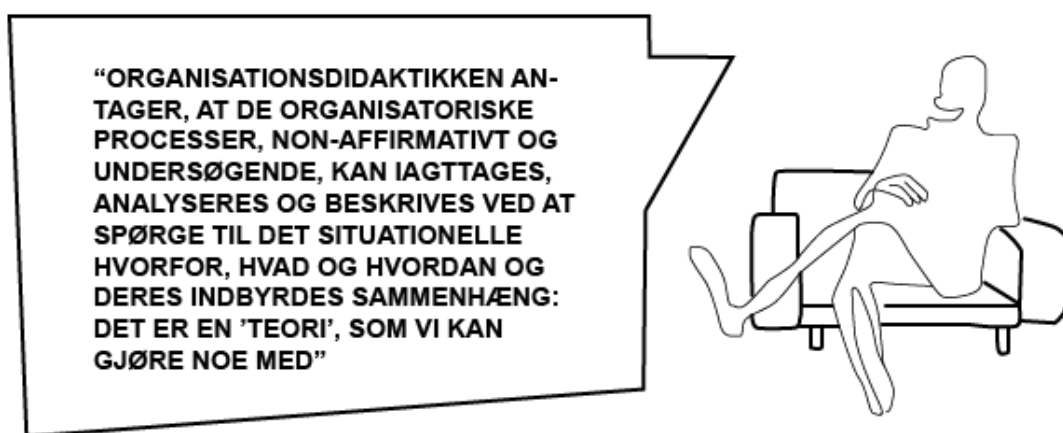 “ORGANISATIONSDIDAKTIKKEN AN-
TAGER, AT DE ORGANISATORISKE
PROCESSER, NON-AFFIRMATIVT OG
UNDERSØGENDE, KAN IAGTTAGES,
ANALYSERES OG BESKRIVES VED AT
SPØRGE TIL DET SITUATIONELLE
HVORFOR, HVAD OG HVORDAN OG
DERES INDBYRDES SAMMENHÆNG:
DET ER EN ’TEORI’, SOM VI KAN
GJØRE NOE MED”